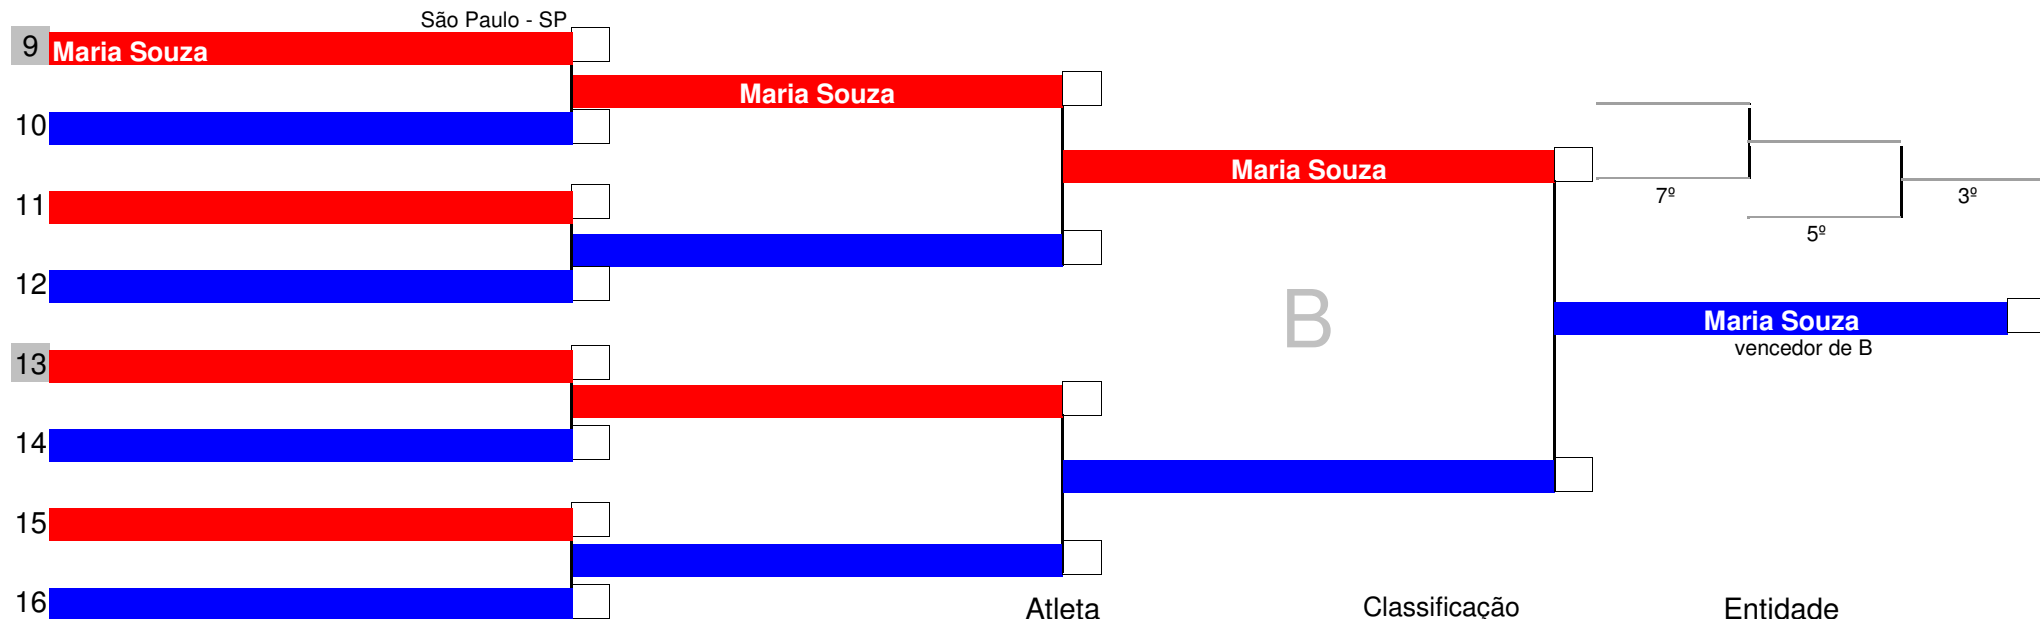 São Paulo - SP
9 Maria Souza
Maria Souza
10
Maria Souza
7º
3º
11
5º
12
B
Maria Souza
vencedor de B
13
14
15
16
Atleta Classificação Entidade